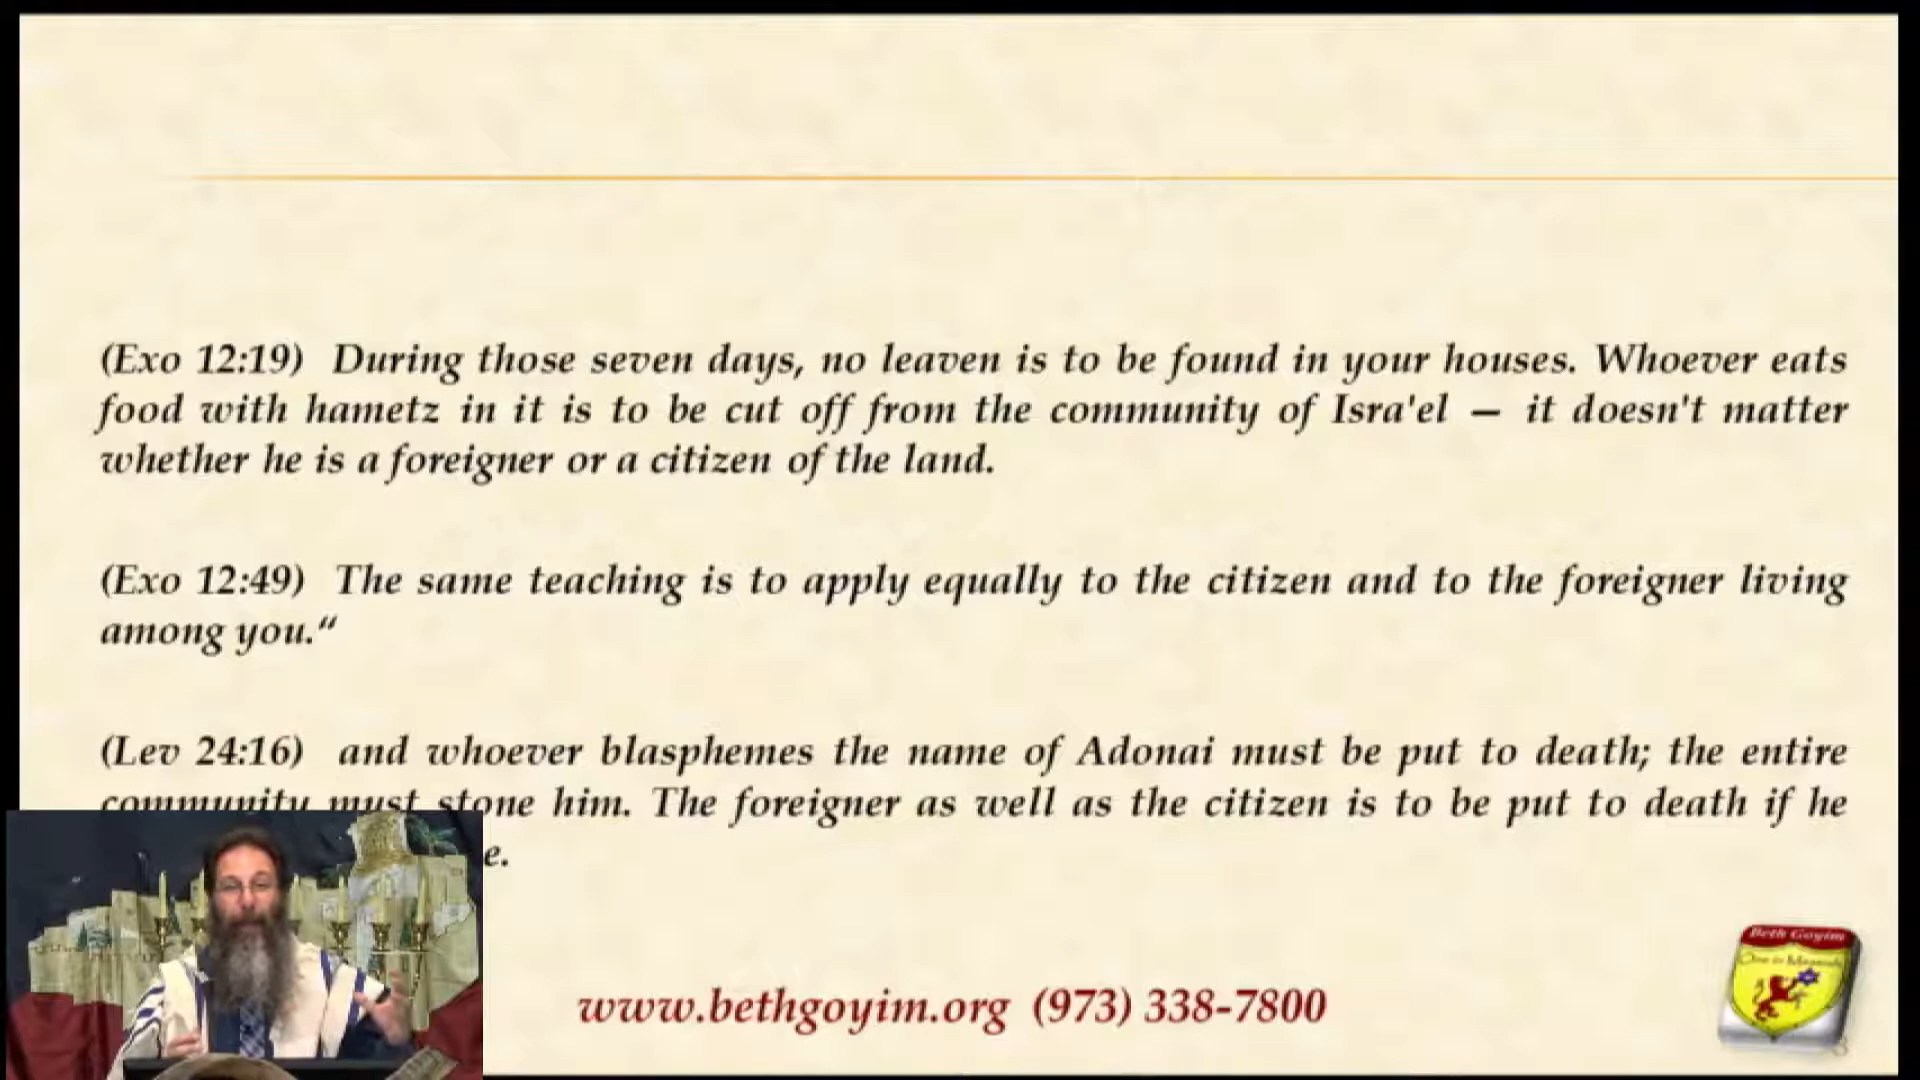 (Exo 12:19) During those seven days, no leaven is to be found in your houses. Whoever eats
food with hametz in it is to be cut off from the community of Isra'el — it doesn't matter
whether he is a foreigner or a citizen of the land.
(Exo 12:49) The same teaching is to apply equally to the citizen and to the foreigner living
among you.“
(Lev 24:16) and whoever blasphemes the name of Adonai must be put to death; the entire
community must stone him. The foreigner as well as the citizen is to be put to death if he
e.
www.bethgoyim.org (973) 338-7800
Beth Goyim